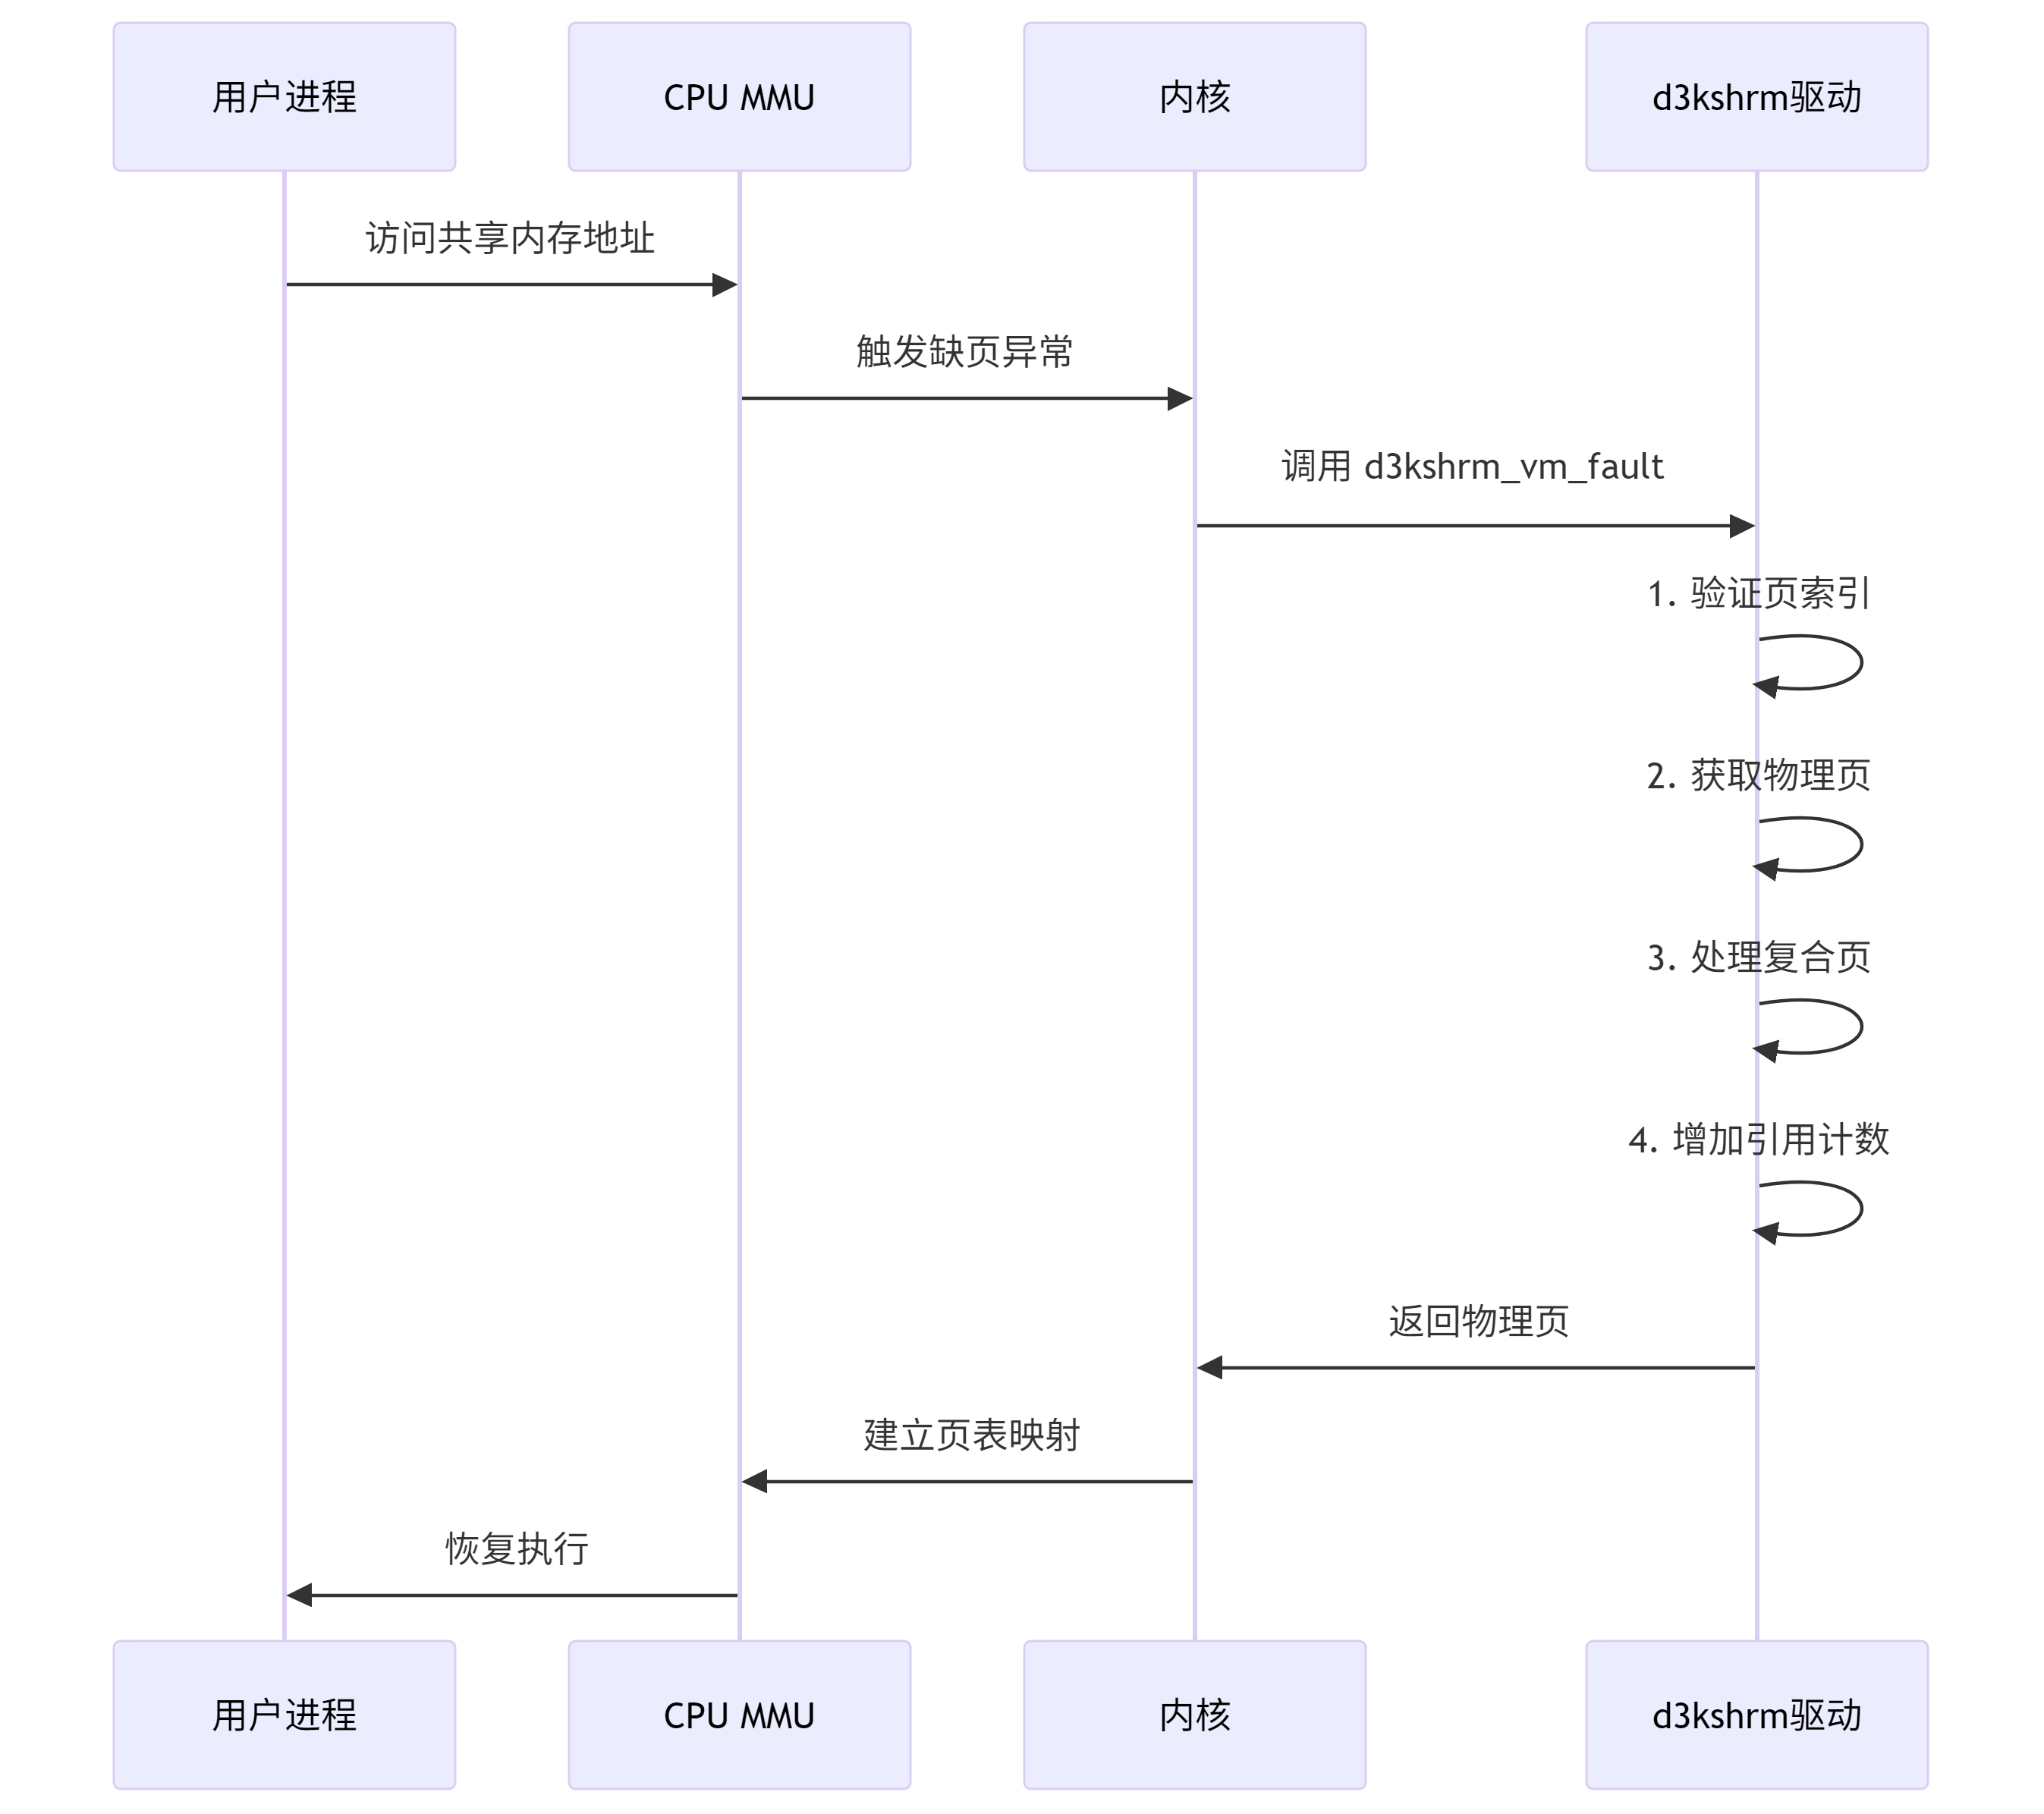 用户进程
CPU MMU
内核
d3kshrm驱动
访问共享内存地址
触发缺页异常
调用 d3kshrm_vm_fault
1. 验证页索引
2. 获取物理页
3. 处理复合页
4. 增加引用计数
返回物理页
建立页表映射
恢复执行
用户进程
CPU MMU
内核
d3kshrm驱动